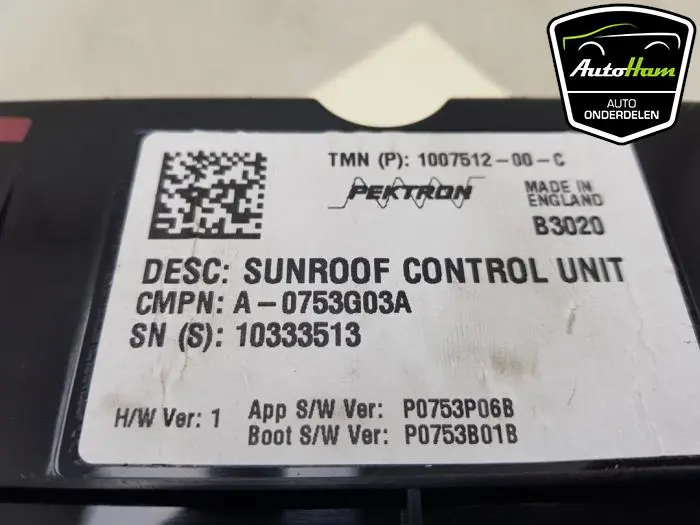 AutoHam
AUTO
ONDERDELEN
TMN (P): 1007512-00-C
PEKTRON
MADE IN
ENGLAND
B3020
DESC: SUNROOF CONTROL UNIT
CMPN: A-0753G03A
SN (S): 10333513
H/W Ver: 1
App S/W Ver: P0753P06B
Boot S/W Ver: P0753B01B